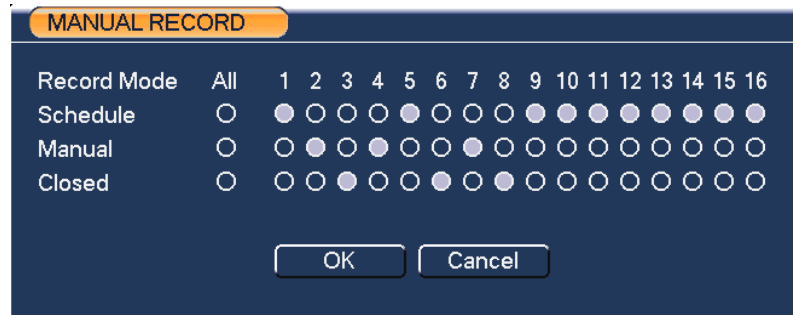 MANUAL RECORD
Record Mode All 1 2 3 4 5 6 7 8 9 10 11 12 13 14 15 16
Schedule
Manual
Closed
OK Cancel